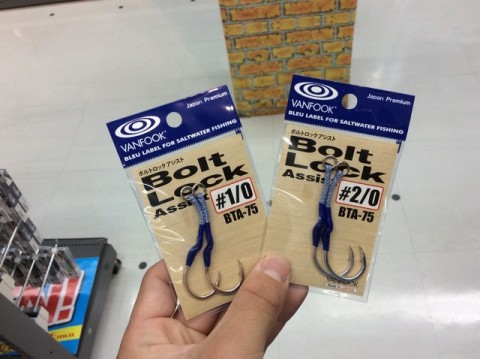 Japan Premium
VANFOOK
BLEU LABEL FOR SALTWATER FISHING
ボルトロックアシスト
Bolt
Lock
Assist
#1/0
BTA-75
Japan Premium
VANFOOK
BLEU LABEL FOR SALTWATER FISHING
ボルトロックアシスト
Bolt
Lock
Assist
#2/0
BTA-75
VANFOOK